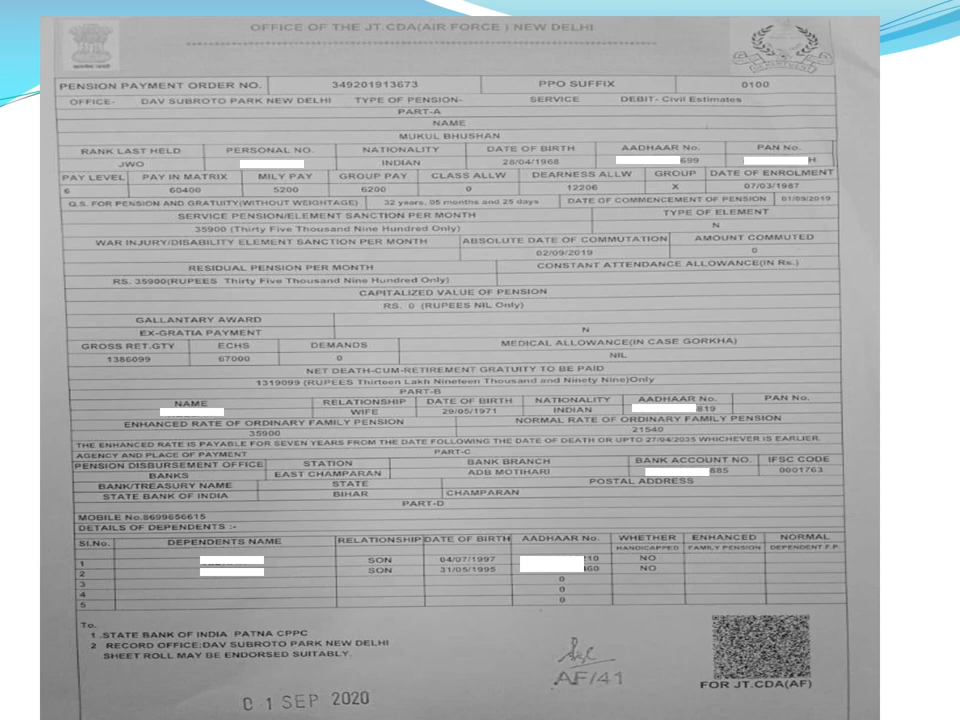 OFFICE OF THE JT.CDA(AIR FORCE ) NEW DELHI
PENSION PAYMENT ORDER NO. 349201913673 PPO SUFFIX 0100
OFFICE- DAV SUBROTO PARK NEW DELHI TYPE OF PENSION- SERVICE DEBIT- Civil Estimates
PART-A
NAME
MUKUL BHUSHAN
RANK LAST HELD PERSONAL NO. NATIONALITY DATE OF BIRTH AADHAAR No. PAN No.
JWO INDIAN 28/04/1968 699 H
PAY LEVEL PAY IN MATRIX MILY PAY GROUP PAY CLASS ALLW DEARNESS ALLW GROUP DATE OF ENROLMENT
6 60400 5200 6200 0 12206 X 07/03/1987
Q.S. FOR PENSION AND GRATUITY(WITHOUT WEIGHTAGE) 32 years, 05 months and 25 days DATE OF COMMENCEMENT OF PENSION 01/09/2019
SERVICE PENSION/ELEMENT SANCTION PER MONTH TYPE OF ELEMENT
35900 (Thirty Five Thousand Nine Hundred Only) N
WAR INJURY/DISABILITY ELEMENT SANCTION PER MONTH ABSOLUTE DATE OF COMMUTATION AMOUNT COMMUTED
02/09/2019 0
RESIDUAL PENSION PER MONTH CONSTANT ATTENDANCE ALLOWANCE(IN Rs.)
RS. 35900(RUPEES Thirty Five Thousand Nine Hundred Only)
CAPITALIZED VALUE OF PENSION
RS. 0 (RUPEES NIL Only)
GALLANTARY AWARD
EX-GRATIA PAYMENT N
GROSS RET.GTY ECHS DEMANDS MEDICAL ALLOWANCE(IN CASE GORKHA)
1386099 67000 0 NIL
NET DEATH-CUM-RETIREMENT GRATUITY TO BE PAID
1319099 (RUPEES Thirteen Lakh Nineteen Thousand and Ninety Nine)Only
PART-B
NAME RELATIONSHIP DATE OF BIRTH NATIONALITY AADHAAR No. PAN No.
WIFE 29/05/1971 INDIAN 819
ENHANCED RATE OF ORDINARY FAMILY PENSION NORMAL RATE OF ORDINARY FAMILY PENSION
35900 21540
THE ENHANCED RATE IS PAYABLE FOR SEVEN YEARS FROM THE DATE FOLLOWING THE DATE OF DEATH OR UPTO 27/04/2035 WHICHEVER IS EARLIER.
AGENCY AND PLACE OF PAYMENT PART-C
PENSION DISBURSEMENT OFFICE STATION BANK BRANCH BANK ACCOUNT NO. IFSC CODE
BANKS EAST CHAMPARAN ADB MOTIHARI 885 0001763
BANK/TREASURY NAME STATE POSTAL ADDRESS
STATE BANK OF INDIA BIHAR CHAMPARAN
PART-D
MOBILE No.8699656615
DETAILS OF DEPENDENTS :-
Sl.No. DEPENDENTS NAME RELATIONSHIP DATE OF BIRTH AADHAAR No. WHETHER ENHANCED NORMAL
HANDICAPPED FAMILY PENSION DEPENDENT F.P.
1 SON 04/07/1997 210 NO
2 SON 31/05/1995 460 NO
3 0
4 0
5 0
To,
1 .STATE BANK OF INDIA PATNA CPPC
2 RECORD OFFICE:DAV SUBROTO PARK NEW DELHI
SHEET ROLL MAY BE ENDORSED SUITABLY.
AF/41
FOR JT.CDA(AF)
0 1 SEP 2020